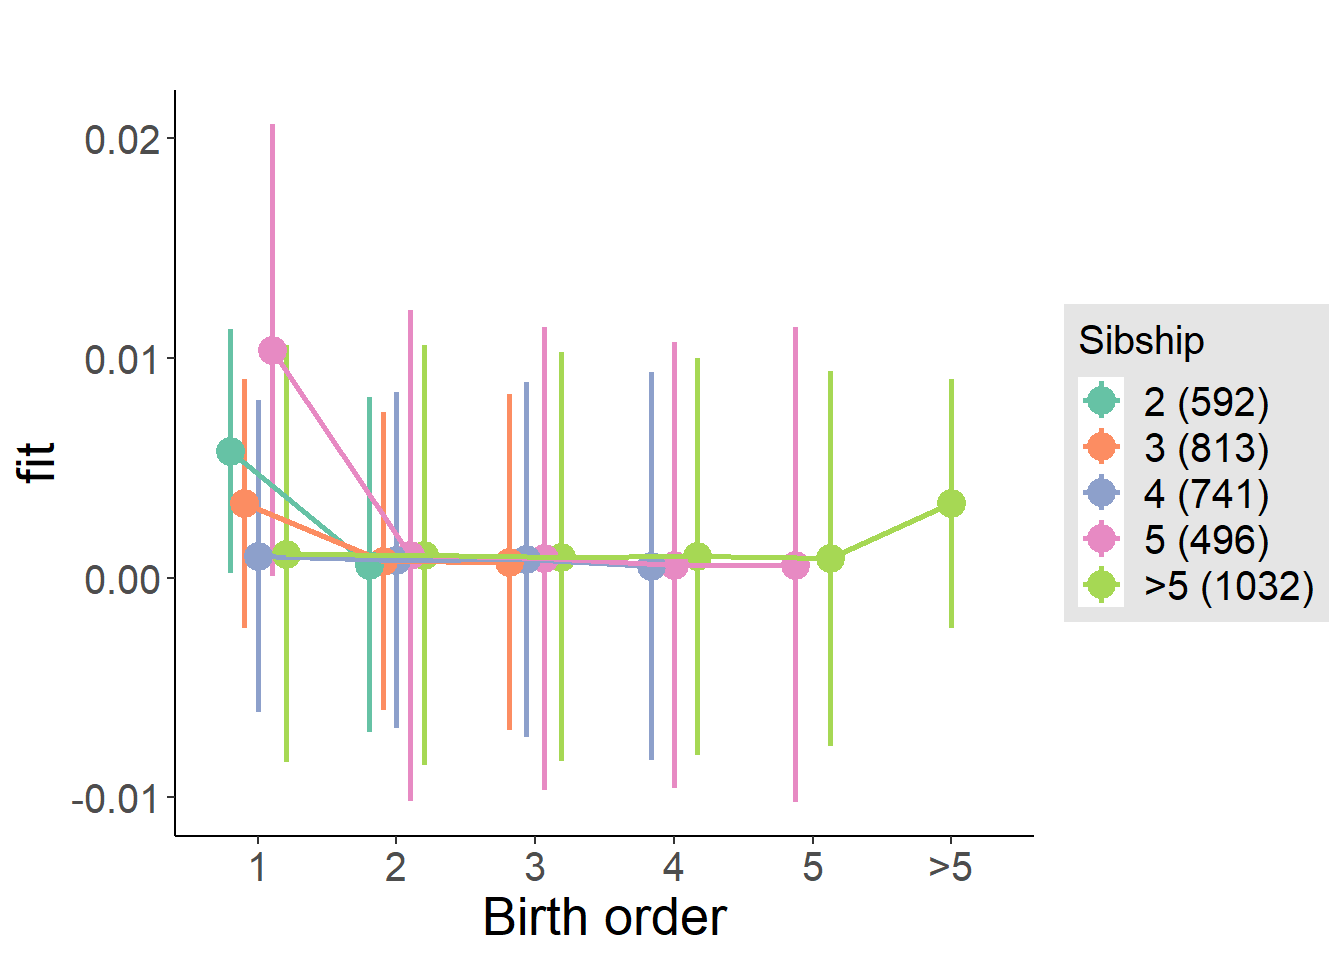 0.02
0.01
0.00
-0.01
fit
1 2 3 4 5 >5
Birth order
Sibship
2 (592)
3 (813)
4 (741)
5 (496)
>5 (1032)